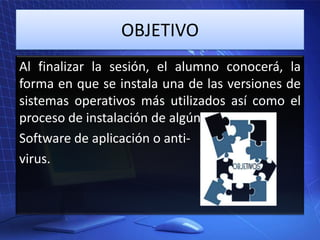 OBJETIVO
Al finalizar la sesión, el alumno conocerá, la
forma en que se instala una de las versiones de
sistemas operativos más utilizados así como el
proceso de instalación de algún
Software de aplicación o anti-
virus.
OBJETIVOS